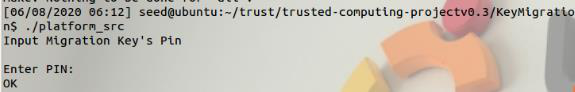 [06/08/2020 06:12] seed@ubuntu:~/trust/trusted-computing-projectv0.3/KeyMigratio
n$ ./platform_src
Input Migration Key's Pin
Enter PIN:
OK